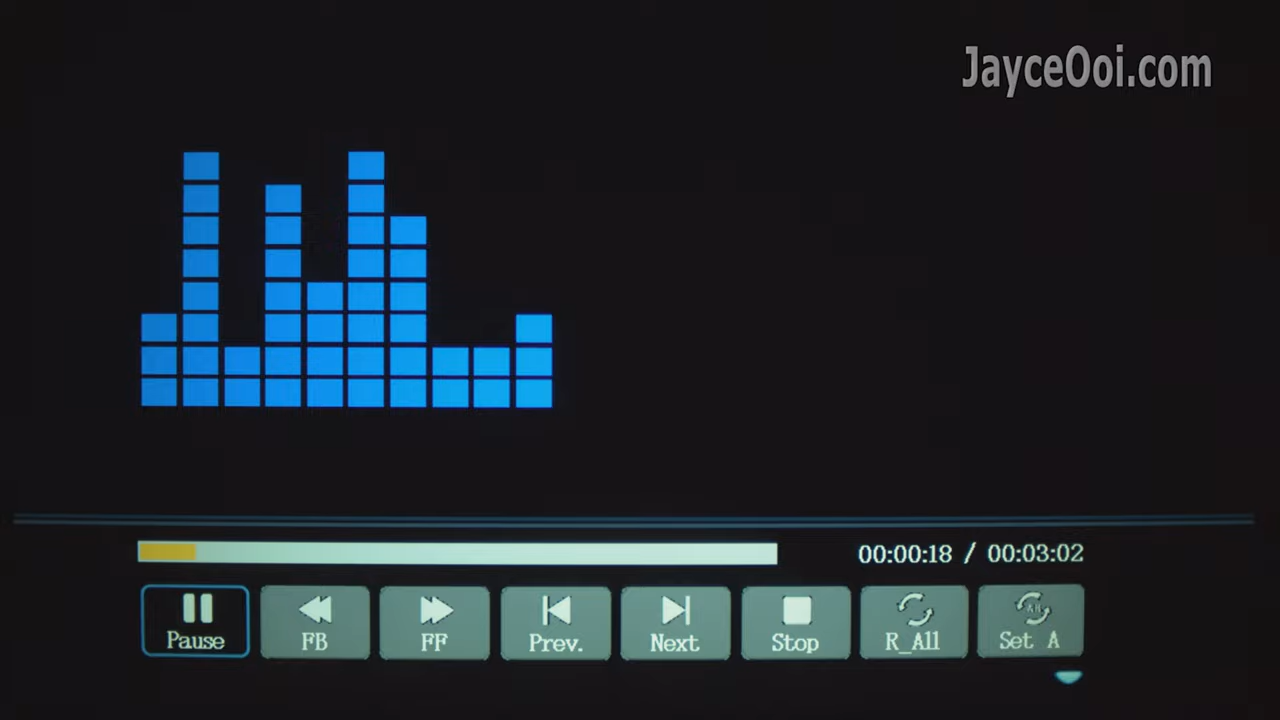 JayceOoi.com
00:00:18 / 00:03:02
Pause FB FF Prev. Next Stop R_All Set A